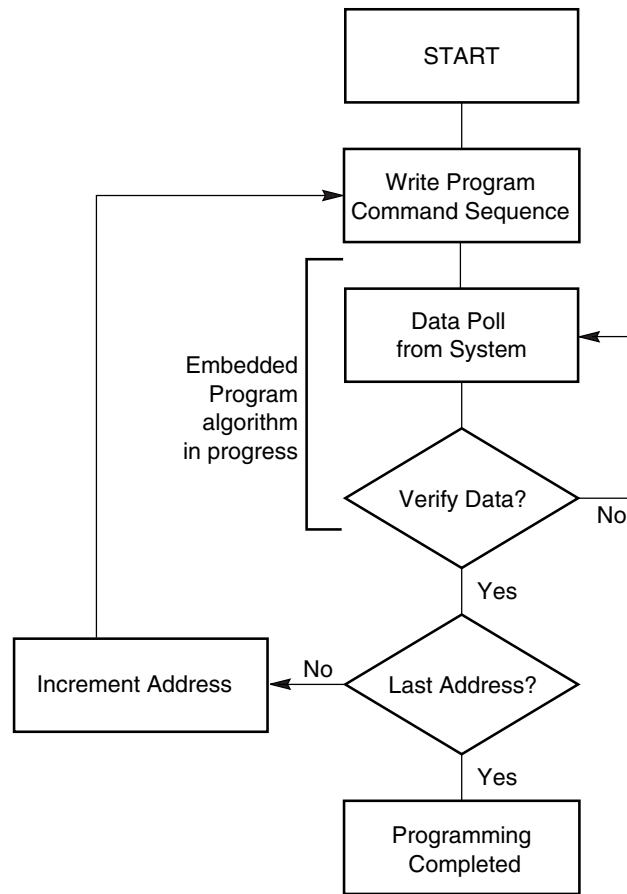 START
Write Program
Command Sequence
Data Poll
from System
Embedded
Program
algorithm
in progress
Verify Data?
No
Yes
No
Increment Address
Last Address?
Yes
Programming
Completed